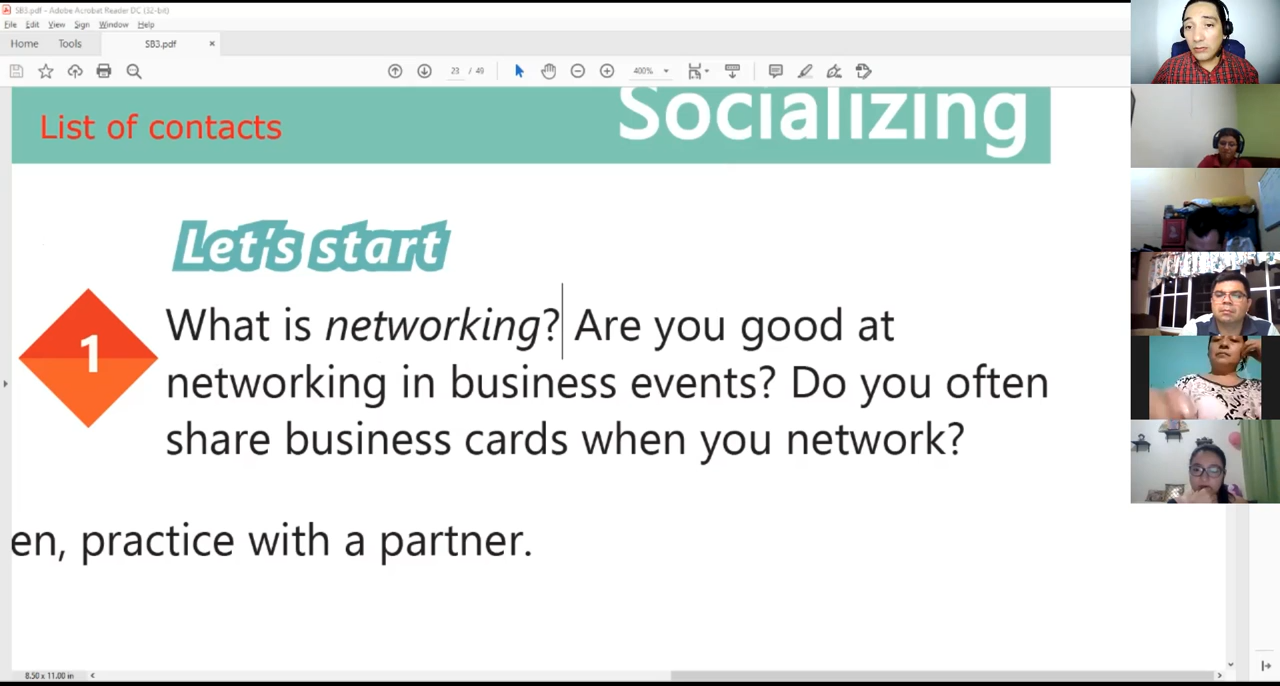 SB3.pdf - Adobe Acrobat Reader DC (32-bit)
File Edit View Sign Window Help
Home Tools SB3.pdf ×
23 / 49 400%
List of contacts
Socializing
Let's start
1
What is networking? Are you good at
networking in business events? Do you often
share business cards when you network?
en, practice with a partner.
8.50 x 11.00 in